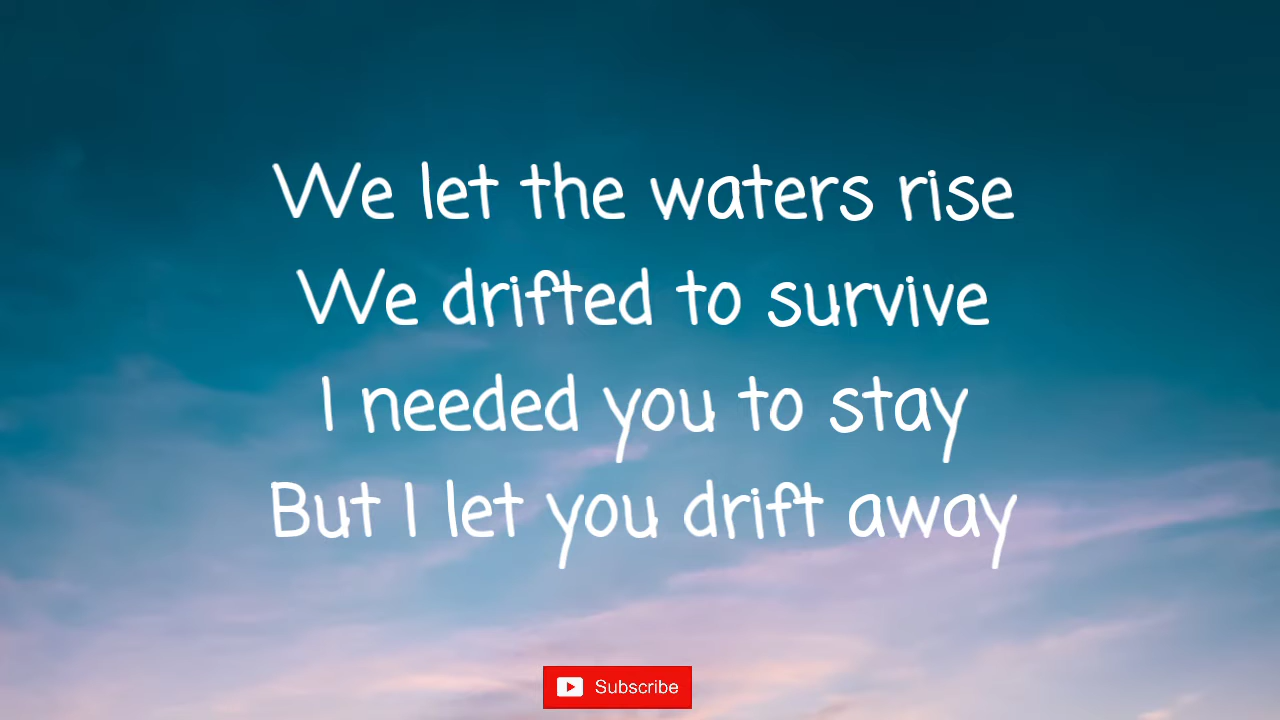 We let the waters rise
We drifted to survive
I needed you to stay
But I let you drift away
Subscribe